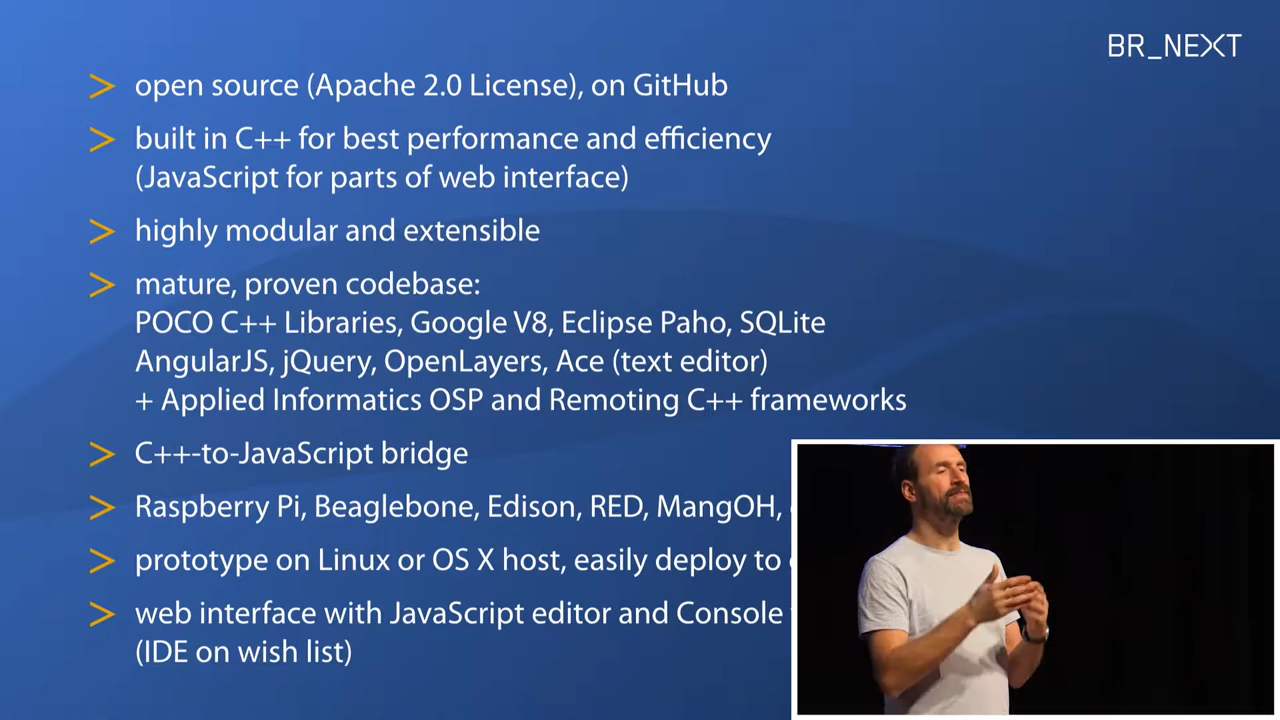 BR_NEXT
> open source (Apache 2.0 License), on GitHub
> built in C++ for best performance and efficiency
(JavaScript for parts of web interface)
> highly modular and extensible
> mature, proven codebase:
POCO C++ Libraries, Google V8, Eclipse Paho, SQLite
AngularJS, jQuery, OpenLayers, Ace (text editor)
+ Applied Informatics OSP and Remoting C++ frameworks
> C++-to-JavaScript bridge
> Raspberry Pi, Beaglebone, Edison, RED, MangOH,
> prototype on Linux or OS X host, easily deploy to
> web interface with JavaScript editor and Console
(IDE on wish list)